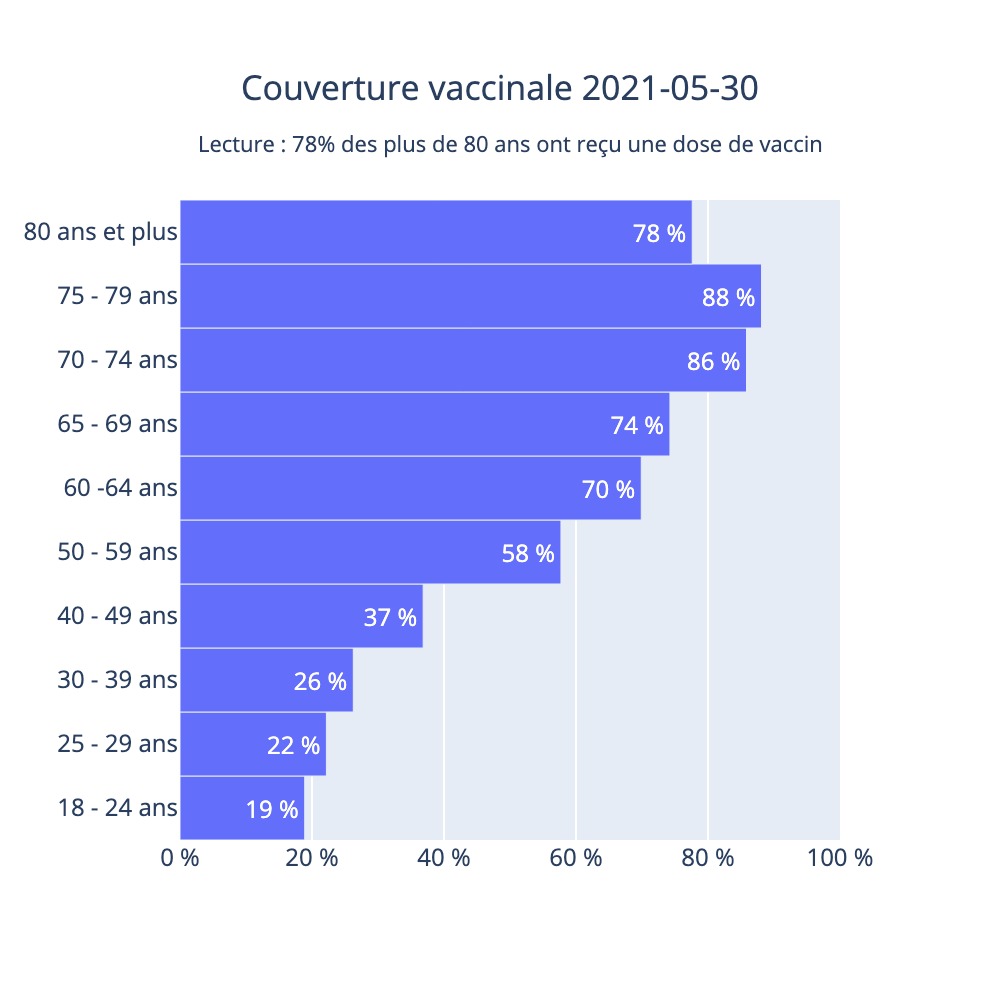 Couverture vaccinale 2021-05-30
Lecture : 78% des plus de 80 ans ont reçu une dose de vaccin
80 ans et plus 78 %
75 - 79 ans 88 %
70 - 74 ans 86 %
65 - 69 ans 74 %
60 -64 ans 70 %
50 - 59 ans 58 %
40 - 49 ans 37 %
30 - 39 ans 26 %
25 - 29 ans 22 %
18 - 24 ans 19 %
0 % 20 % 40 % 60 % 80 % 100 %